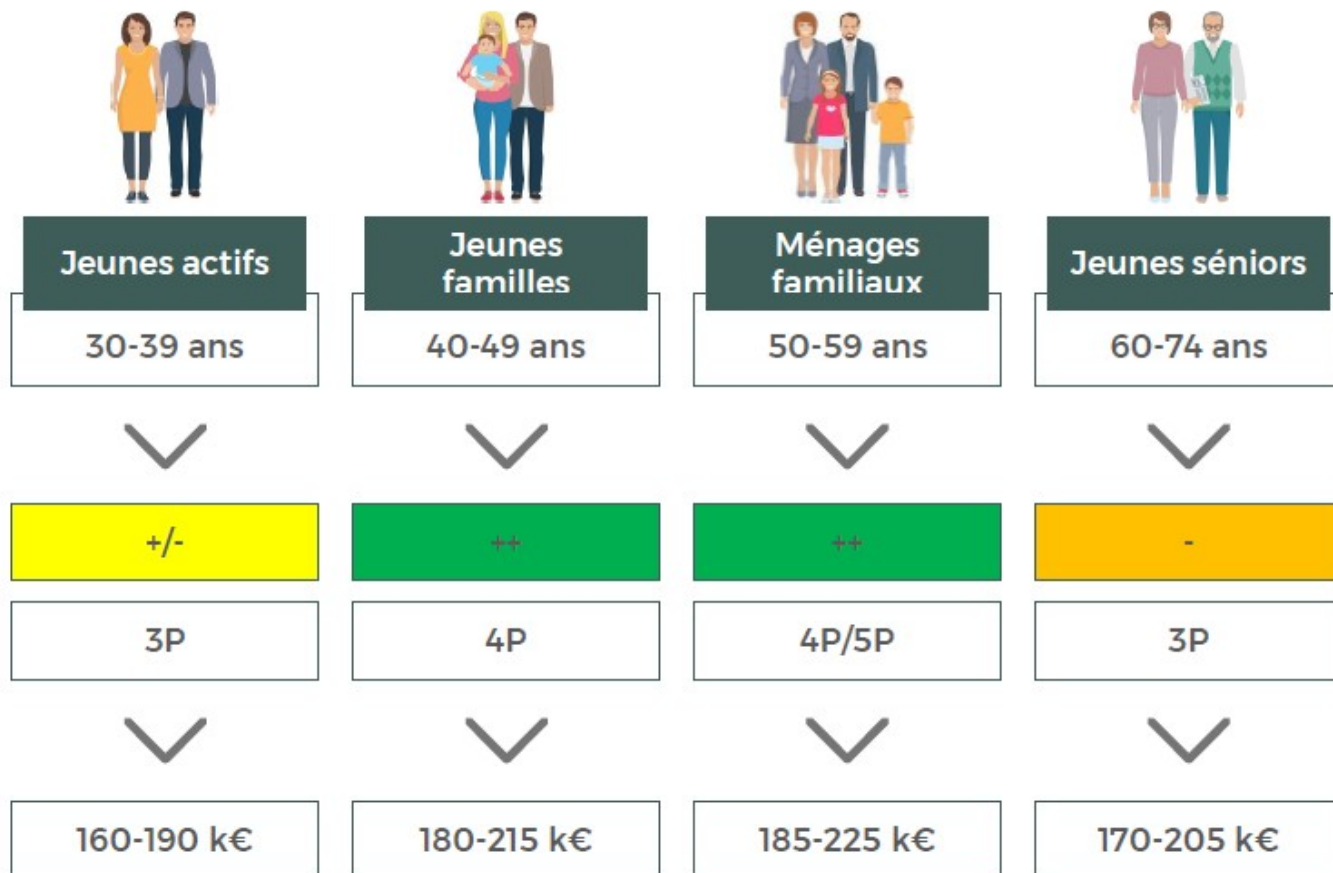 Jeunes actifs
Jeunes
familles
Ménages
familiaux
Jeunes séniors
30-39 ans
40-49 ans
50-59 ans
60-74 ans
+/-
++
++
-
3P
4P
4P/5P
3P
160-190 k€
180-215 k€
185-225 k€
170-205 k€